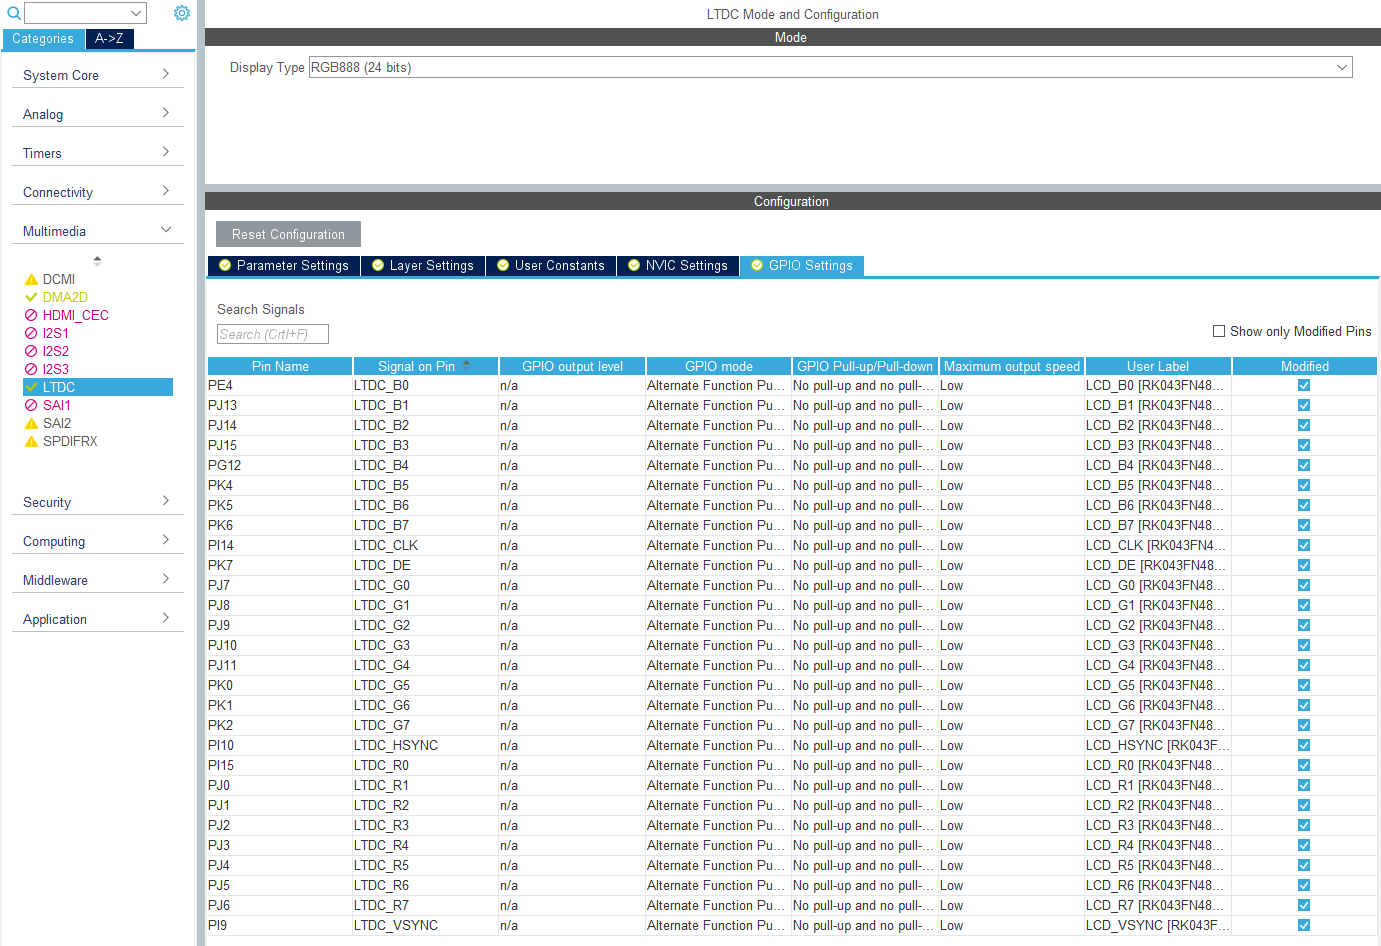 Categories A->Z
System Core
Analog
Timers
Connectivity
Multimedia
DCMI
DMA2D
HDMI_CEC
I2S1
I2S2
I2S3
LTDC
SAI1
SAI2
SPDIFRX
Security
Computing
Middleware
Application
LTDC Mode and Configuration
Mode
Display Type RGB888 (24 bits)
Configuration
Reset Configuration
Parameter Settings Layer Settings User Constants NVIC Settings GPIO Settings
Search Signals
Search (CrtI+F)
Show only Modified Pins
Pin Name Signal on Pin GPIO output level GPIO mode GPIO Pull-up/Pull-down Maximum output speed User Label Modified
PE4 LTDC_B0 n/a Alternate Function Pu... No pull-up and no pull-... Low LCD_B0 [RK043FN48...
PJ13 LTDC_B1 n/a Alternate Function Pu... No pull-up and no pull-... Low LCD_B1 [RK043FN48...
PJ14 LTDC_B2 n/a Alternate Function Pu... No pull-up and no pull-... Low LCD_B2 [RK043FN48...
PJ15 LTDC_B3 n/a Alternate Function Pu... No pull-up and no pull-... Low LCD_B3 [RK043FN48...
PG12 LTDC_B4 n/a Alternate Function Pu... No pull-up and no pull-... Low LCD_B4 [RK043FN48...
PK4 LTDC_B5 n/a Alternate Function Pu... No pull-up and no pull-... Low LCD_B5 [RK043FN48...
PK5 LTDC_B6 n/a Alternate Function Pu... No pull-up and no pull-... Low LCD_B6 [RK043FN48...
PK6 LTDC_B7 n/a Alternate Function Pu... No pull-up and no pull-... Low LCD_B7 [RK043FN48...
PI14 LTDC_CLK n/a Alternate Function Pu... No pull-up and no pull-... Low LCD_CLK [RK043FN4...
PK7 LTDC_DE n/a Alternate Function Pu... No pull-up and no pull-... Low LCD_DE [RK043FN48...
PJ7 LTDC_G0 n/a Alternate Function Pu... No pull-up and no pull-... Low LCD_G0 [RK043FN48...
PJ8 LTDC_G1 n/a Alternate Function Pu... No pull-up and no pull-... Low LCD_G1 [RK043FN48...
PJ9 LTDC_G2 n/a Alternate Function Pu... No pull-up and no pull-... Low LCD_G2 [RK043FN48...
PJ10 LTDC_G3 n/a Alternate Function Pu... No pull-up and no pull-... Low LCD_G3 [RK043FN48...
PJ11 LTDC_G4 n/a Alternate Function Pu... No pull-up and no pull-... Low LCD_G4 [RK043FN48...
PK0 LTDC_G5 n/a Alternate Function Pu... No pull-up and no pull-... Low LCD_G5 [RK043FN48...
PK1 LTDC_G6 n/a Alternate Function Pu... No pull-up and no pull-... Low LCD_G6 [RK043FN48...
PK2 LTDC_G7 n/a Alternate Function Pu... No pull-up and no pull-... Low LCD_G7 [RK043FN48...
PI10 LTDC_HSYNC n/a Alternate Function Pu... No pull-up and no pull-... Low LCD_HSYNC [RK043F...
PI15 LTDC_R0 n/a Alternate Function Pu... No pull-up and no pull-... Low LCD_R0 [RK043FN48...
PJ0 LTDC_R1 n/a Alternate Function Pu... No pull-up and no pull-... Low LCD_R1 [RK043FN48...
PJ1 LTDC_R2 n/a Alternate Function Pu... No pull-up and no pull-... Low LCD_R2 [RK043FN48...
PJ2 LTDC_R3 n/a Alternate Function Pu... No pull-up and no pull-... Low LCD_R3 [RK043FN48...
PJ3 LTDC_R4 n/a Alternate Function Pu... No pull-up and no pull-... Low LCD_R4 [RK043FN48...
PJ4 LTDC_R5 n/a Alternate Function Pu... No pull-up and no pull-... Low LCD_R5 [RK043FN48...
PJ5 LTDC_R6 n/a Alternate Function Pu... No pull-up and no pull-... Low LCD_R6 [RK043FN48...
PJ6 LTDC_R7 n/a Alternate Function Pu... No pull-up and no pull-... Low LCD_R7 [RK043FN48...
PI9 LTDC_VSYNC n/a Alternate Function Pu... No pull-up and no pull-... Low LCD_VSYNC [RK043F...